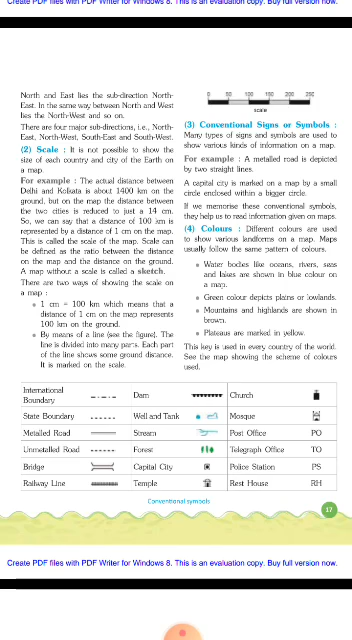 Create PDF files with PDF Writer for Windows 8. This is an evaluation copy. Buy full version now.
North and East lies the sub-direction North-
East. In the same way between North and West
lies the North-West and so on.
There are four major sub-directions, i.e., North-
East, North-West, South-East and South-West.
(2) Scale : It is not possible to show the
size of each country and city of the Earth on
a map.
For example : The actual distance between
Delhi and Kolkata is about 1400 km on the
ground, but on the map the distance between
the two cities is reduced to just a 14 cm.
So, we can say that a distance of 100 km is
represented by a distance of 1 cm on the map.
This is called the scale of the map. Scale can
be defined as the ratio between the distance
on the map and the distance on the ground.
A map without a scale is called a sketch.
There are two ways of showing the scale on
a map :
1 cm = 100 km which means that a
distance of 1 cm on the map represents
100 km on the ground.
By means of a line (see the figure). The
line is divided into many parts. Each part
of the line shows some ground distance.
It is marked on the scale.
0 50 100 150 200 250
scale
(3) Conventional Signs or Symbols :
Many types of signs and symbols are used to
show various kinds of information on a map.
For example : A metalled road is depicted
by two straight lines.
A capital city is marked on a map by a small
circle enclosed within a bigger circle.
If we memorise these conventional symbols,
they help us to read information given on maps.
(4) Colours : Different colours are used
to show various landforms on a map. Maps
usually follow the same pattern of colours.
Water bodies like oceans, rivers, seas
and lakes are shown in blue colour on
a map.
Green colour depicts plains or lowlands.
Mountains and highlands are shown in
brown.
Plateaus are marked in yellow.
This key is used in every country of the world.
See the map showing the scheme of colours
used.
International Boundary Dam Church
State Boundary Well and Tank Mosque
Metalled Road Stream Post Office PO
Unmetalled Road Forest Telegraph Office TO
Bridge Capital City Police Station PS
Railway Line Temple Rest House RH
Conventional symbols
17
Create PDF files with PDF Writer for Windows 8. This is an evaluation copy. Buy full version now.